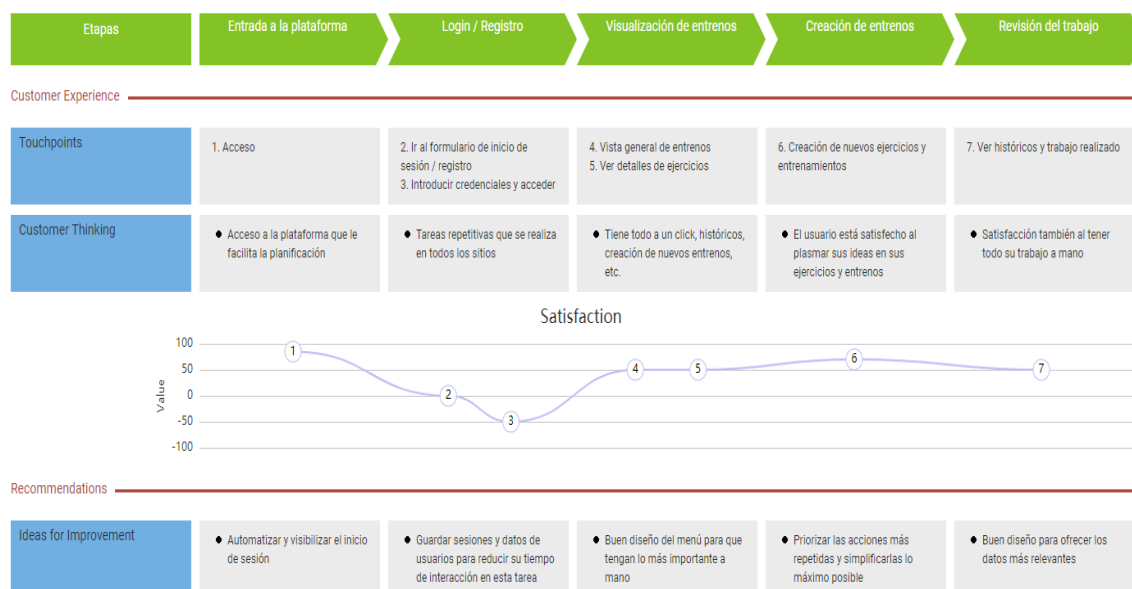 Etapas
Entrada a la plataforma
Login / Registro
Visualización de entrenos
Creación de entrenos
Revisión del trabajo
Customer Experience
Touchpoints
1. Acceso
2. Ir al formulario de inicio de
sesión / registro
3. Introducir credenciales y acceder
4. Vista general de entrenos
5. Ver detalles de ejercicios
6. Creación de nuevos ejercicios y
entrenamientos
7. Ver históricos y trabajo realizado
Customer Thinking
● Acceso a la plataforma que le
facilita la planificación
● Tareas repetitivas que se realiza
en todos los sitios
● Tiene todo a un click, históricos,
creación de nuevos entrenos,
etc.
● El usuario está satisfecho al
plasmar sus ideas en sus
ejercicios y entrenos
● Satisfacción también al tener
todo su trabajo a mano
Satisfaction
Value
100
50
0
-50
-100
1
2
3
4
5
6
7
Recommendations
Ideas for Improvement
● Automatizar y visibilizar el inicio
de sesión
● Guardar sesiones y datos de
usuarios para reducir su tiempo
de interacción en esta tarea
● Buen diseño del menú para que
tengan lo más importante a
mano
● Priorizar las acciones más
repetidas y simplificarlas lo
máximo posible
● Buen diseño para ofrecer los
datos más relevantes